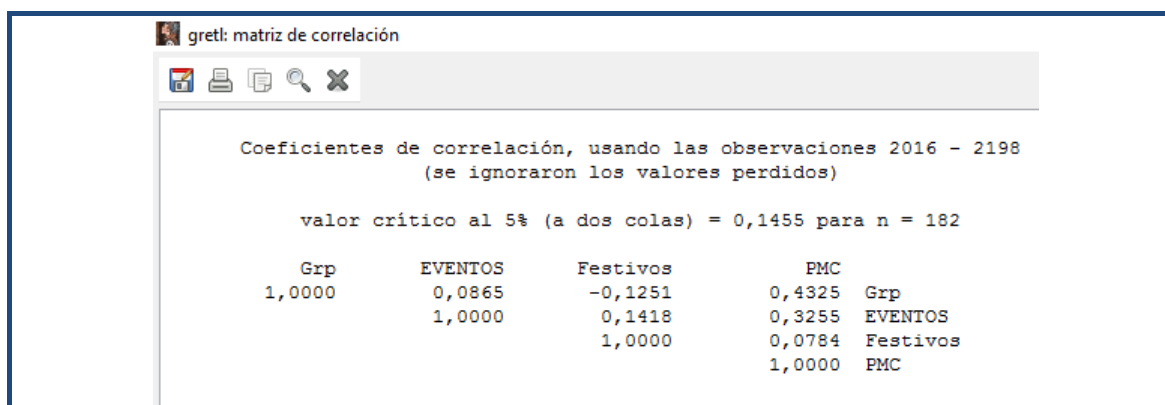 gretl: matriz de correlación
Coeficientes de correlación, usando las observaciones 2016 - 2198
(se ignoraron los valores perdidos)
valor crítico al 5% (a dos colas) = 0,1455 para n = 182
Grp EVENTOS Festivos PMC
1,0000 0,0865 -0,1251 0,4325 Grp
1,0000 0,1418 0,3255 EVENTOS
1,0000 0,0784 Festivos
1,0000 PMC